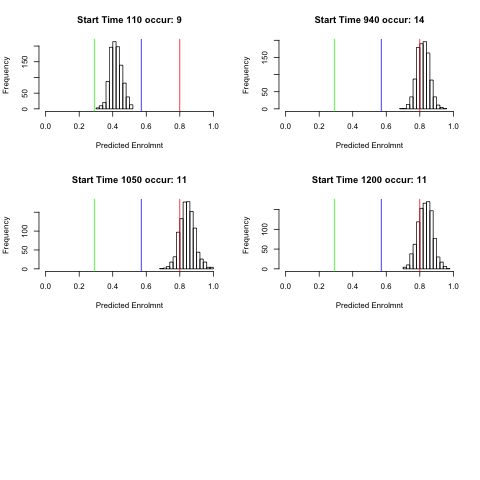 Start Time 110 occur: 9
Frequency
0 50 150
0.0 0.2 0.4 0.6 0.8 1.0
Predicted Enrolmnt
Start Time 940 occur: 14
Frequency
0 50 150
0.0 0.2 0.4 0.6 0.8 1.0
Predicted Enrolmnt
Start Time 1050 occur: 11
Frequency
0 50 100
0.0 0.2 0.4 0.6 0.8 1.0
Predicted Enrolmnt
Start Time 1200 occur: 11
Frequency
0 50 100
0.0 0.2 0.4 0.6 0.8 1.0
Predicted Enrolmnt